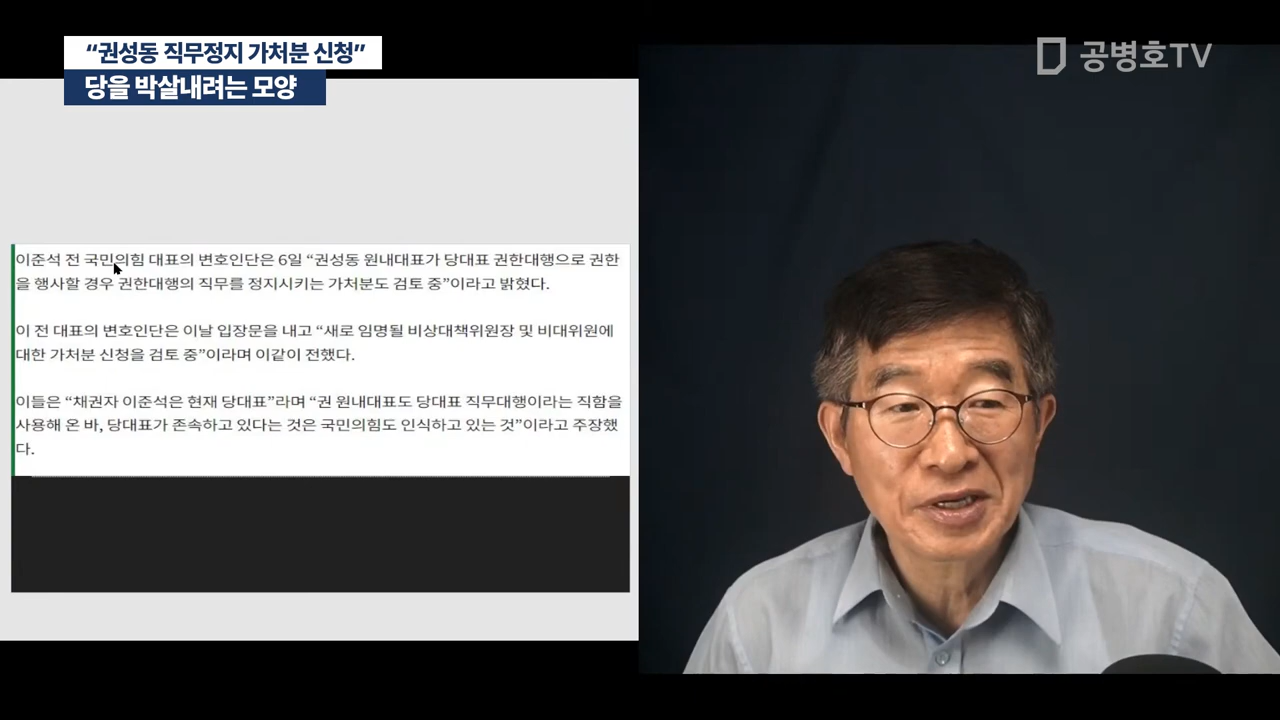 “권성동 직무정지 가처분 신청”
당을 박살내려는 모양
공병호TV
이준석 전 국민의힘 대표의 변호인단은 6일 “권성동 원내대표가 당대표 권한대행으로 권한
을 행사할 경우 권한대행의 직무를 정지시키는 가처분도 검토 중”이라고 밝혔다.
이 전 대표의 변호인단은 이날 입장문을 내고 “새로 임명될 비상대책위원장 및 비대위원에
대한 가처분 신청을 검토 중”이라며 이같이 전했다.
이들은 “채권자 이준석은 현재 당대표”라며 “권 원내대표도 당대표 직무대행이라는 직함을
사용해 온 바, 당대표가 존속하고 있다는 것은 국민의힘도 인식하고 있는 것”이라고 주장했
다.